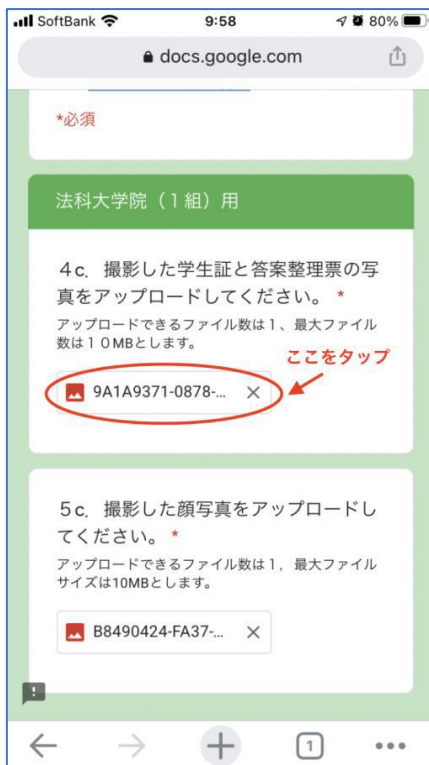 SoftBank 9:58 80%
docs.google.com
*必須
法科大学院（１組）用
４c．撮影した学生証と答案整理票の写
真をアップロードしてください。 *
アップロードできるファイル数は１、最大ファイル
数は１０MBとします。
ここをタップ
9A1A9371-0878-...
５c．撮影した顔写真をアップロードし
てください。 *
アップロードできるファイル数は１，最大ファイル
サイズは10MBとします。
B8490424-FA37-...
1